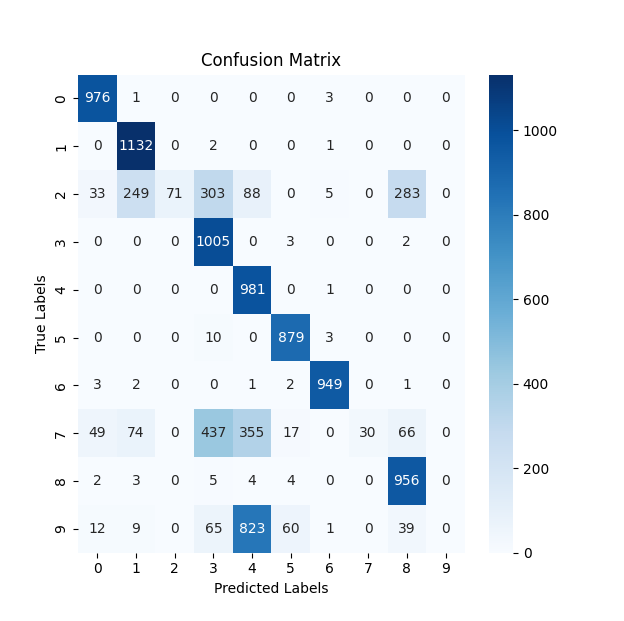 Confusion Matrix
0 976 1 0 0 0 0 3 0 0 0
1 0 1132 0 2 0 0 1 0 0 0
2 33 249 71 303 88 0 5 0 283 0
3 0 0 0 1005 0 3 0 0 2 0
4 0 0 0 0 981 0 1 0 0 0
5 0 0 0 10 0 879 3 0 0 0
6 3 2 0 0 1 2 949 0 1 0
7 49 74 0 437 355 17 0 30 66 0
8 2 3 0 5 4 4 0 0 956 0
9 12 9 0 65 823 60 1 0 39 0
0 1 2 3 4 5 6 7 8 9
Predicted Labels
True Labels
1000
800
600
400
200
0